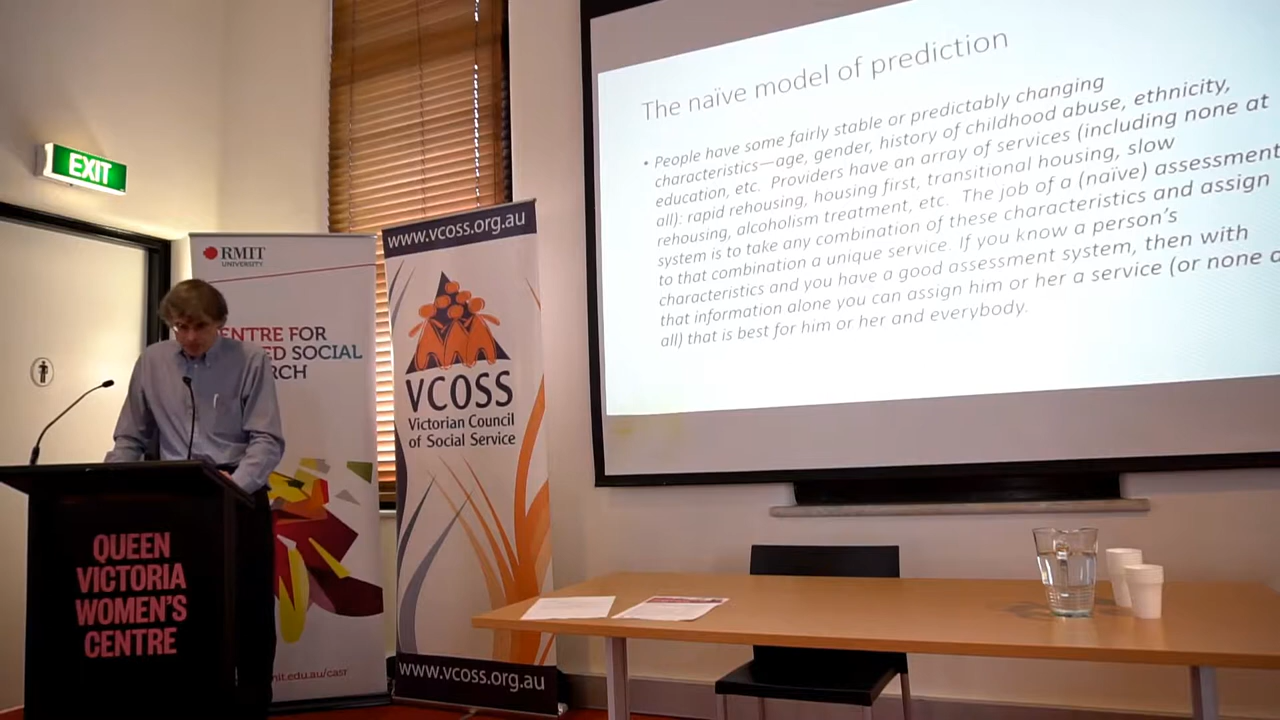 EXIT
RMIT
UNIVERSITY
ENTRE FOR
ED SOCIAL
RCH
nit.edu.au/casr
www.vcoss.org.au
VCOSS
Victorian Council
of Social Service
www.vcoss.org.au
QUEEN
VICTORIA
WOMEN'S
CENTRE
The naïve model of prediction
• People have some fairly stable or predictably changing
characteristics—age, gender, history of childhood abuse, ethnicity,
education, etc. Providers have an array of services (including none at
all): rapid rehousing, housing first, transitional housing, slow
rehousing, alcoholism treatment, etc. The job of a (naïve) assessment
system is to take any combination of these characteristics and assign
to that combination a unique service. If you know a person's
characteristics and you have a good assessment system, then with
that information alone you can assign him or her a service (or none a
all) that is best for him or her and everybody.